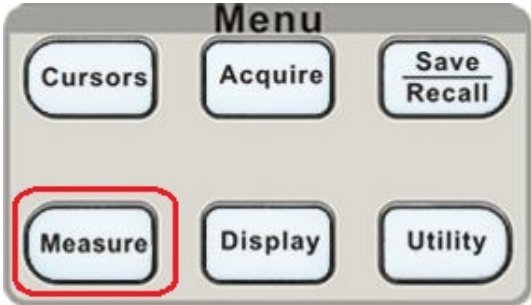 Menu
Cursors
Acquire
Save
Recall
Measure
Display
Utility